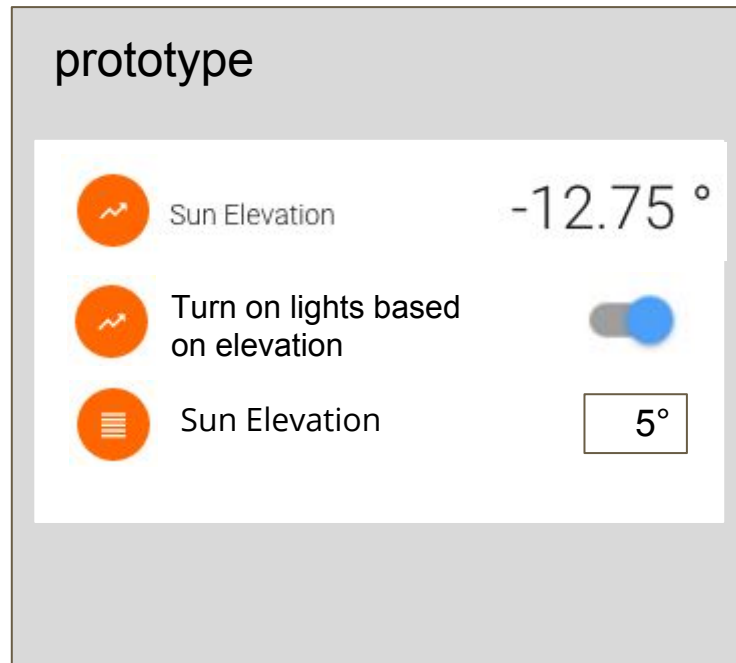 prototype
Sun Elevation
-12.75 °
Turn on lights based
on elevation
Sun Elevation
5°